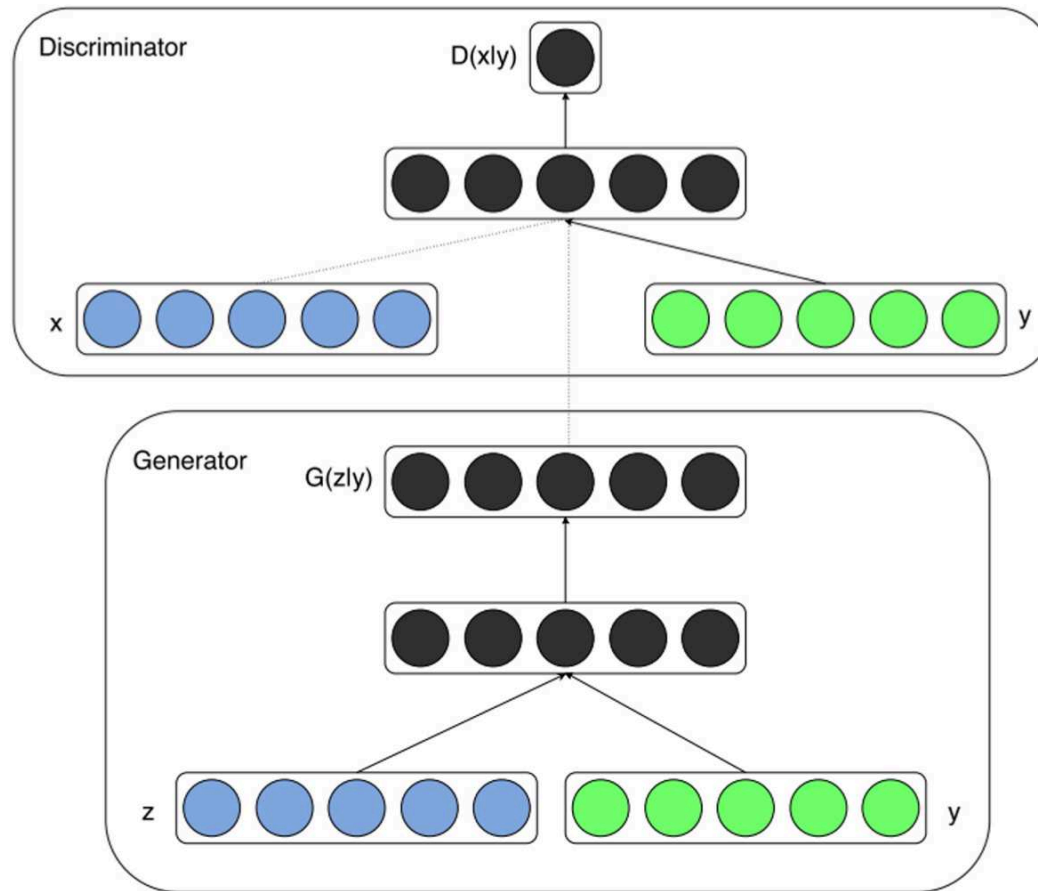 Discriminator
D(x|y)
x
y
Generator
G(z|y)
z
y